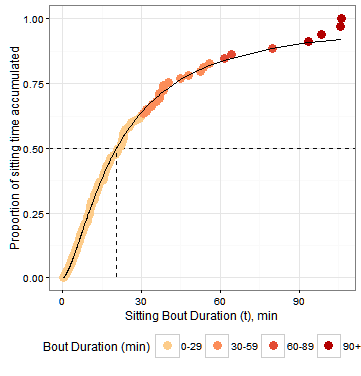 1.00
0.75
0.50
0.25
0.00
Proportion of sitting time accumulated
0 30 60 90
Sitting Bout Duration (t), min
Bout Duration (min) 0-29 30-59 60-89 90+